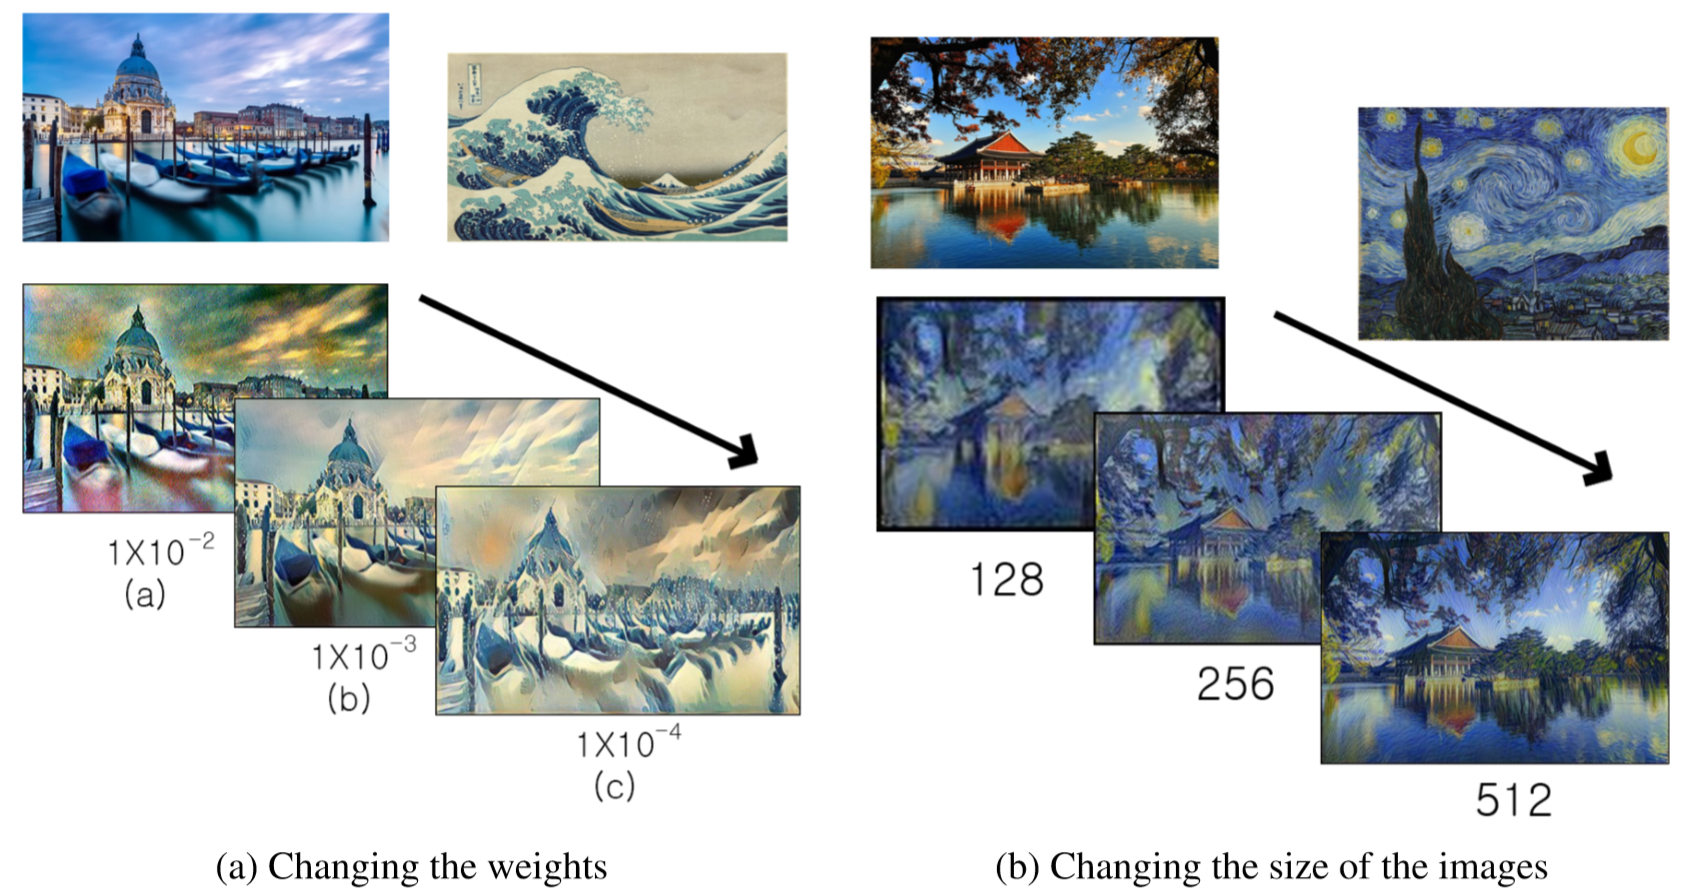 1X10⁻²
(a)
1X10⁻³
(b)
1X10⁻⁴
(c)
(a) Changing the weights
128
256
512
(b) Changing the size of the images